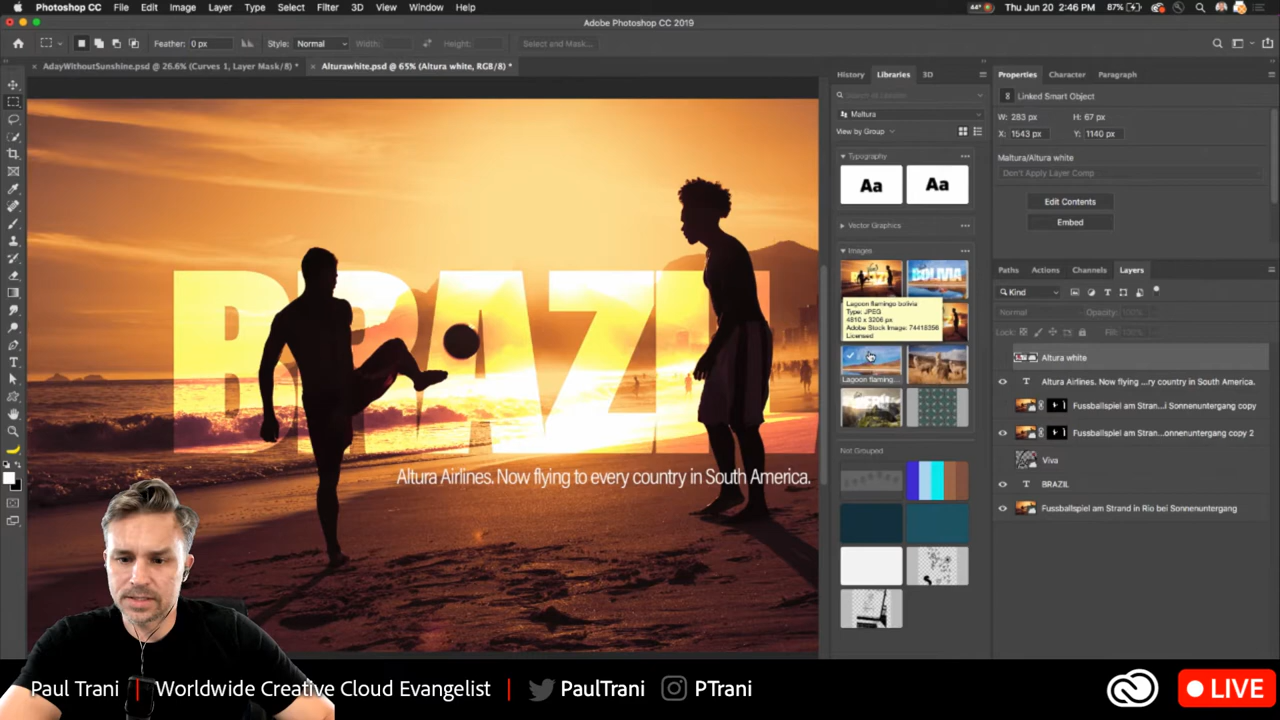 Photoshop CC File Edit Image Layer Type Select Filter 3D View Window Help 44° Thu Jun 20 2:46 PM 87%
Adobe Photoshop CC 2019
Feather: 0 px Style: Normal Width: Height: Select and Mask...
AdayWithoutSunshine.psd @ 26.6% (Curves 1, Layer Mask/8) * Alturawhite.psd @ 65% (Altura white, RGB/8) *
History Libraries 3D
Maltura
View by Group
Typography
Aa Aa
Vector Graphics
Images
BRAZIL BOLIVIA
Lagoon flamingo bolivia
Type: JPEG
4810 x 3206 px
Adobe Stock Image: 74418356
Licensed
Lagoon flaming...
Not Grouped
Properties Character Paragraph
Linked Smart Object
W: 283 px H: 67 px
X: 1543 px Y: 1140 px
Maltura/Altura white
Don't Apply Layer Comp
Edit Contents
Embed
Paths Actions Channels Layers
Kind
Normal Opacity: 100%
Lock: Fill: 100%
Altura white
T Altura Airlines. Now flying ...ry country in South America.
Fussballspiel am Stran...i Sonnenuntergang copy
Fussballspiel am Stran...onnenuntergang copy 2
Viva
T BRAZIL
Fussballspiel am Strand in Rio bei Sonnenuntergang
BRAZIL
Altura Airlines. Now flying to every country in South America.
Paul Trani | Worldwide Creative Cloud Evangelist | PaulTrani PTrani LIVE